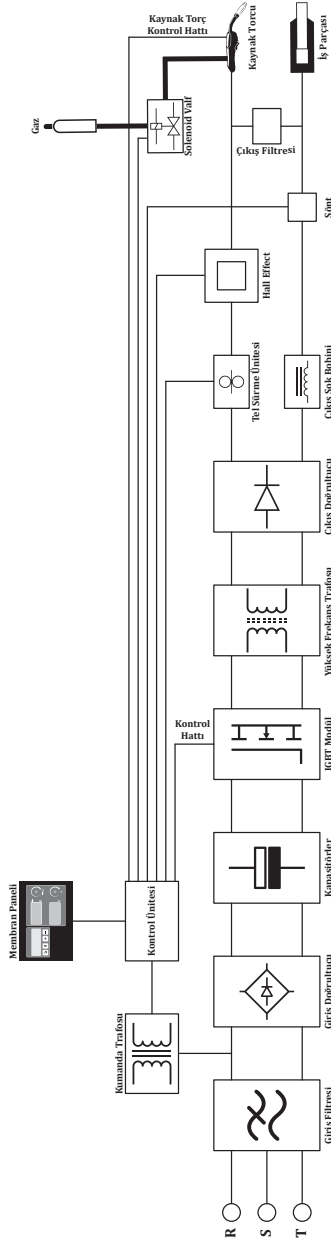 R
S
T
Giriş Filtresi
Kumanda Trafosu
Giriş Doğrultucu
Membran Paneli
Kontrol Ünitesi
Kapasitörler
Kontrol
Hattı
IGBT Modül
Yüksek Frekans Trafosu
Çıkış Doğrultucu
Tel Sürme Ünitesi
Çıkış Şok Bobini
Hall Effect
Şönt
Gaz
Solenoid Valf
Çıkış Filtresi
Kaynak Torç
Kontrol Hattı
Kaynak Torcu
İş Parçası